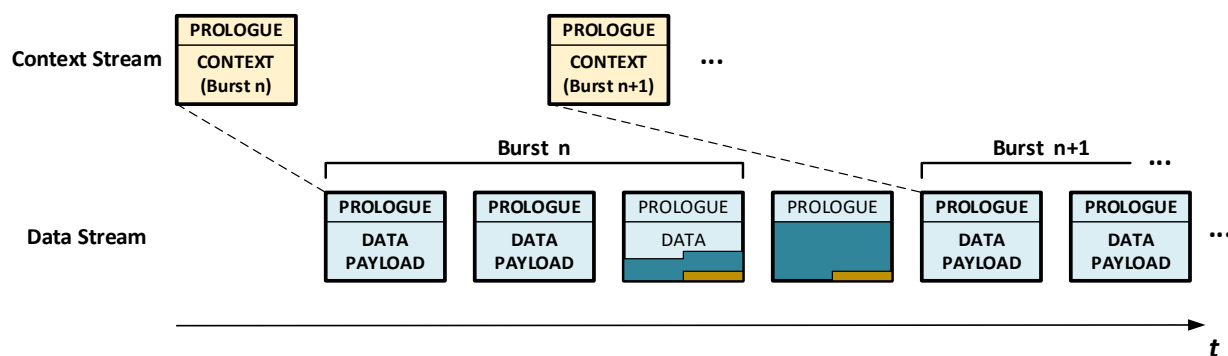 PROLOGUE
CONTEXT
(Burst n)
PROLOGUE
CONTEXT
(Burst n+1)
...
Context Stream
Burst n
Burst n+1
...
PROLOGUE
DATA
PAYLOAD
PROLOGUE
DATA
PAYLOAD
PROLOGUE
DATA
PROLOGUE
PROLOGUE
DATA
PAYLOAD
PROLOGUE
DATA
PAYLOAD
...
Data Stream
t